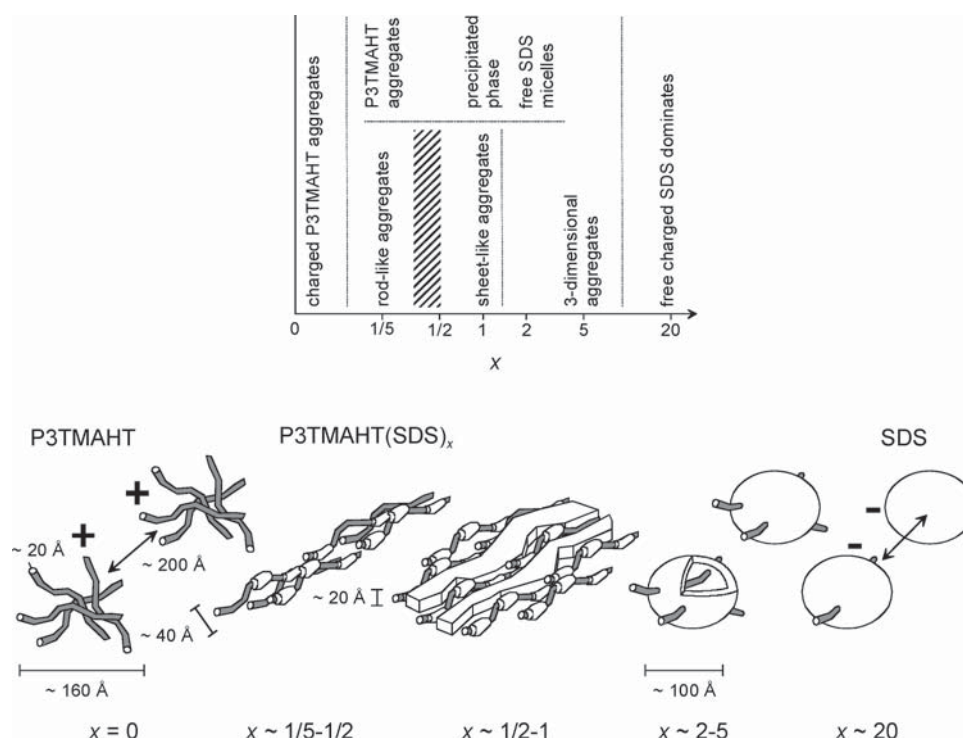 charged P3TMAHT aggregates
P3TMAHT
aggregates
rod-like aggregates
precipitated
phase
sheet-like aggregates
free SDS
micelles
3-dimensional
aggregates
free charged SDS dominates
0 1/5 1/2 1 2 5 20
x
P3TMAHT P3TMAHT(SDS)x SDS
+
+
-
-
~ 20 Å
~ 200 Å
~ 20 Å
~ 40 Å
~ 160 Å
~ 100 Å
x = 0 x ~ 1/5-1/2 x ~ 1/2-1 x ~ 2-5 x ~ 20